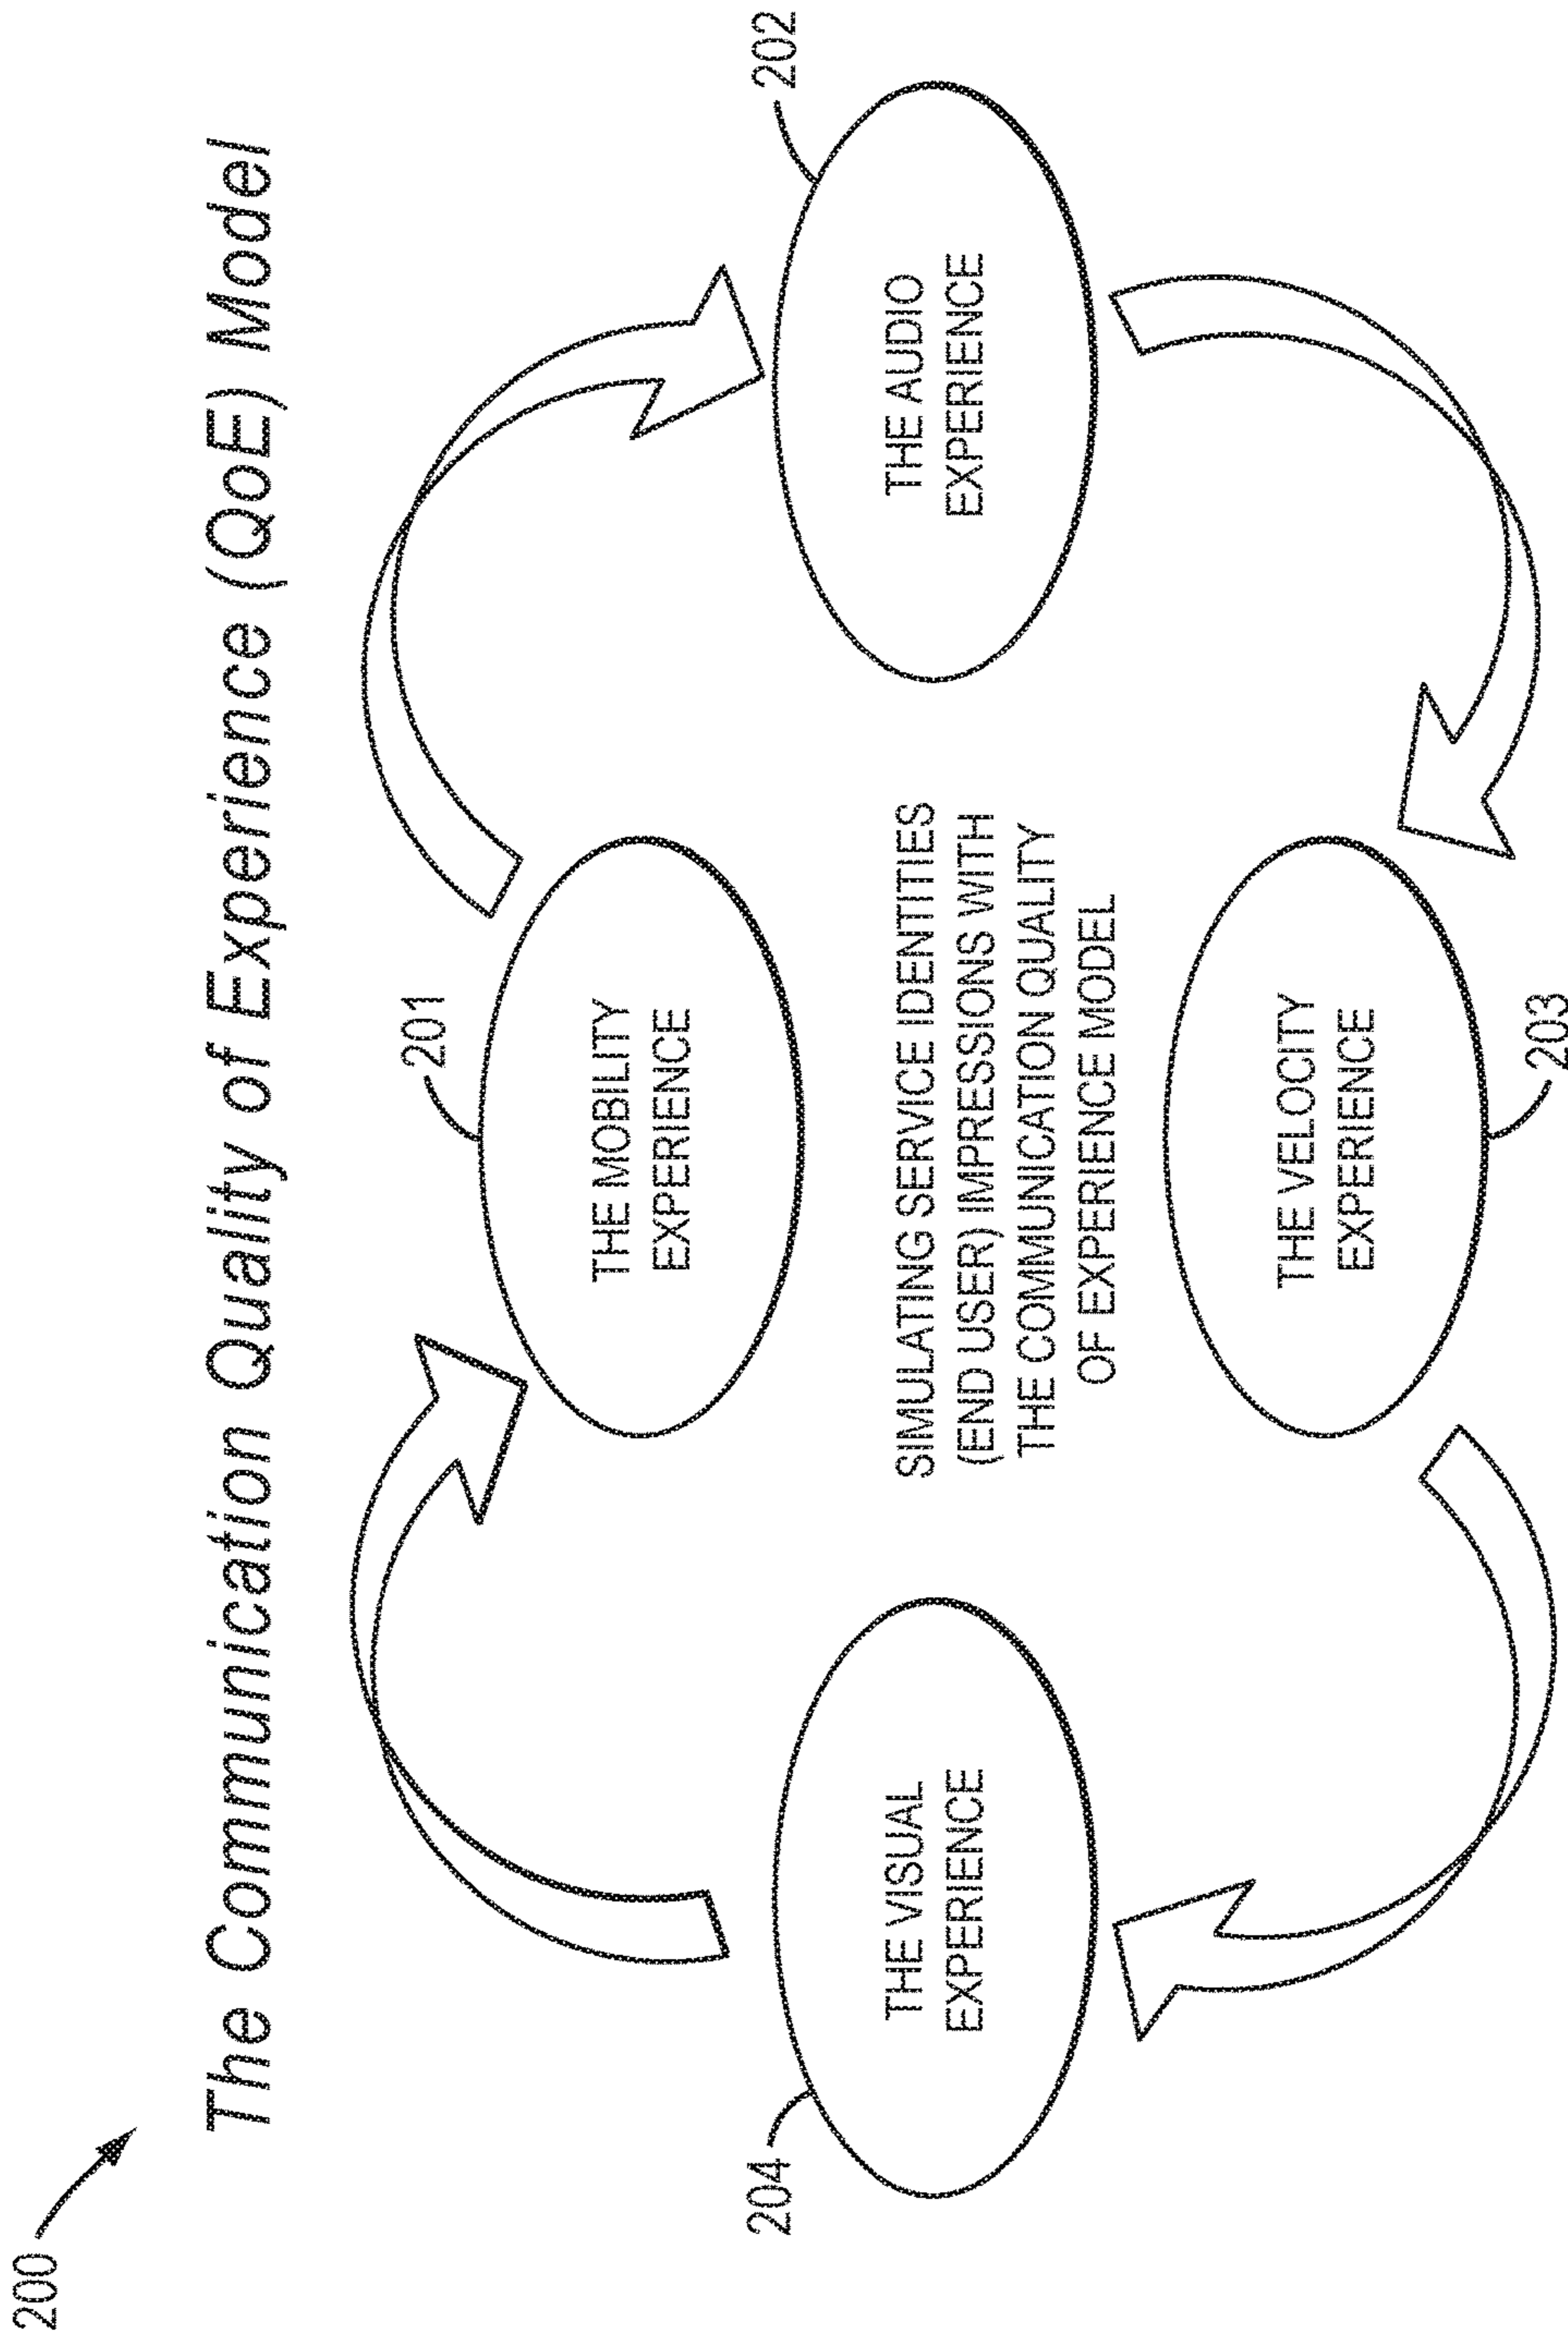 200
The Communication Quality of Experience (QoE) Model
201
THE MOBILITY
EXPERIENCE
204
THE VISUAL
EXPERIENCE
SIMULATING SERVICE IDENTITIES
(END USER) IMPRESSIONS WITH
THE COMMUNICATION QUALITY
OF EXPERIENCE MODEL
202
THE AUDIO
EXPERIENCE
THE VELOCITY
EXPERIENCE
203